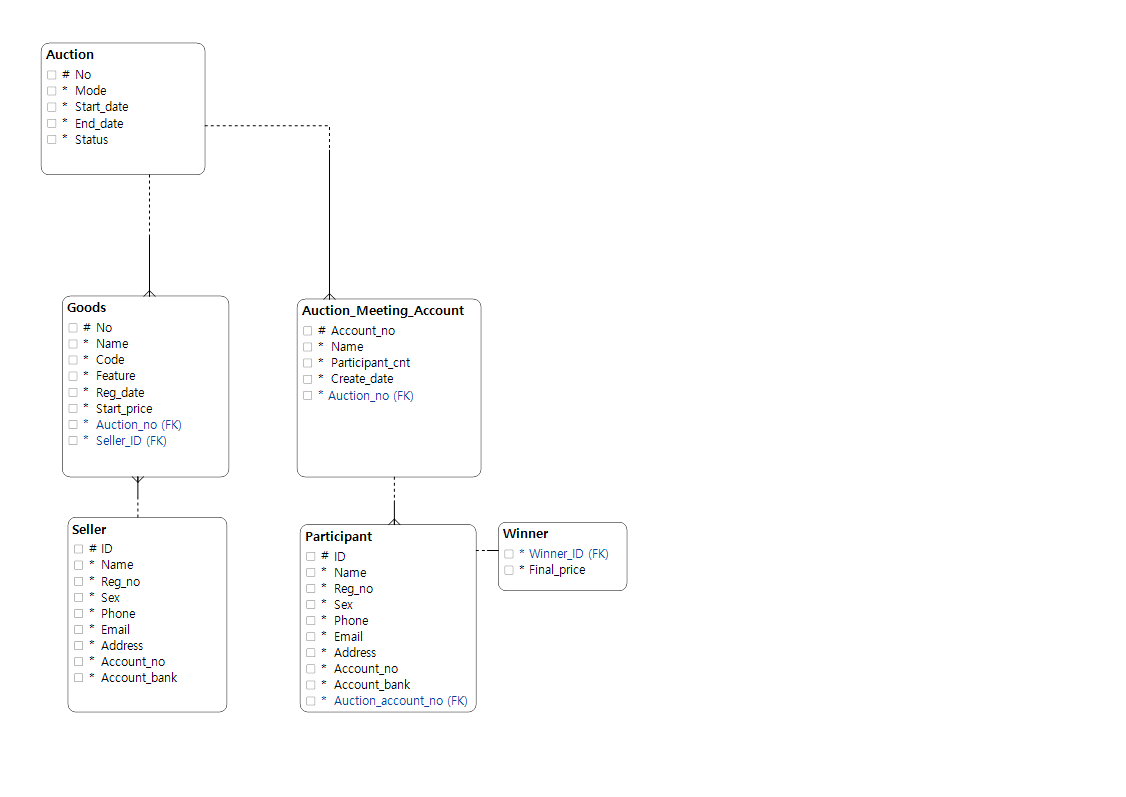 Auction
# No
* Mode
* Start_date
* End_date
* Status
Goods
# No
* Name
* Code
* Feature
* Reg_date
* Start_price
* Auction_no (FK)
* Seller_ID (FK)
Auction_Meeting_Account
# Account_no
* Name
* Participant_cnt
* Create_date
* Auction_no (FK)
Seller
# ID
* Name
* Reg_no
* Sex
* Phone
* Email
* Address
* Account_no
* Account_bank
Participant
# ID
* Name
* Reg_no
* Sex
* Phone
* Email
* Address
* Account_no
* Account_bank
* Auction_account_no (FK)
Winner
* Winner_ID (FK)
* Final_price